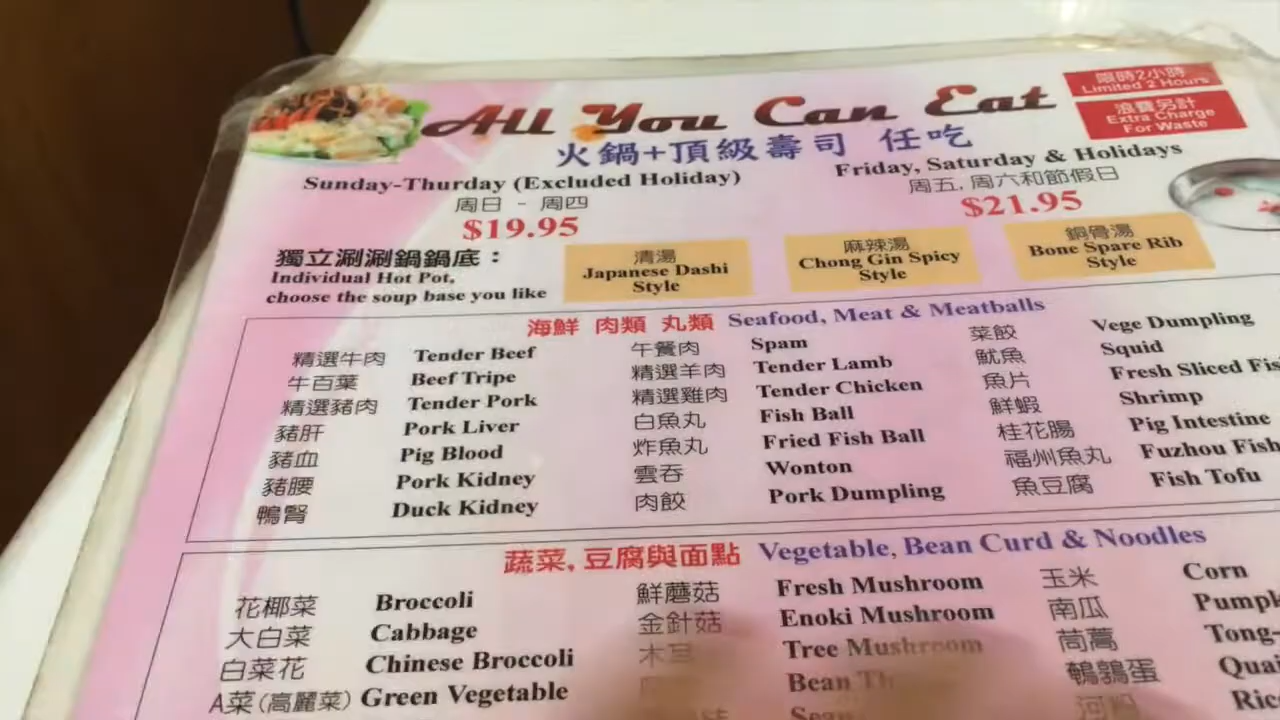 All You Can Eat
限時2小時
Limited 2 Hours
浪費另計
Extra Charge
For Waste
火鍋+頂級壽司 任吃
Sunday-Thurday (Excluded Holiday)
周日 - 周四
$19.95
Friday, Saturday & Holidays
周五,周六和節假日
$21.95
獨立涮涮鍋鍋底:
Individual Hot Pot,
choose the soup base you like
清湯
Japanese Dashi
Style
麻辣湯
Chong Gin Spicy
Style
銅骨湯
Bone Spare Rib
Style
海鮮 肉類 丸類 Seafood, Meat & Meatballs
精選牛肉 Tender Beef
牛百葉 Beef Tripe
精選豬肉 Tender Pork
豬肝 Pork Liver
豬血 Pig Blood
豬腰 Pork Kidney
鴨腎 Duck Kidney
午餐肉 Spam
精選羊肉 Tender Lamb
精選雞肉 Tender Chicken
白魚丸 Fish Ball
炸魚丸 Fried Fish Ball
雲吞 Wonton
肉餃 Pork Dumpling
菜餃 Vege Dumpling
魷魚 Squid
魚片 Fresh Sliced
鮮蝦 Shrimp
桂花腸 Pig Intestine
福州魚丸 Fuzhou Fish
魚豆腐 Fish Tofu
蔬菜,豆腐與面點 Vegetable, Bean Curd & Noodles
花椰菜 Broccoli
大白菜 Cabbage
白菜花 Chinese Broccoli
A菜(高麗菜) Green Vegetable
鮮蘑菇 Fresh Mushroom
金針菇 Enoki Mushroom
木耳 Tree Mushroom
Bean
玉米 Corn
南瓜
茼蒿 Tong-
鵪鶉蛋
河粉